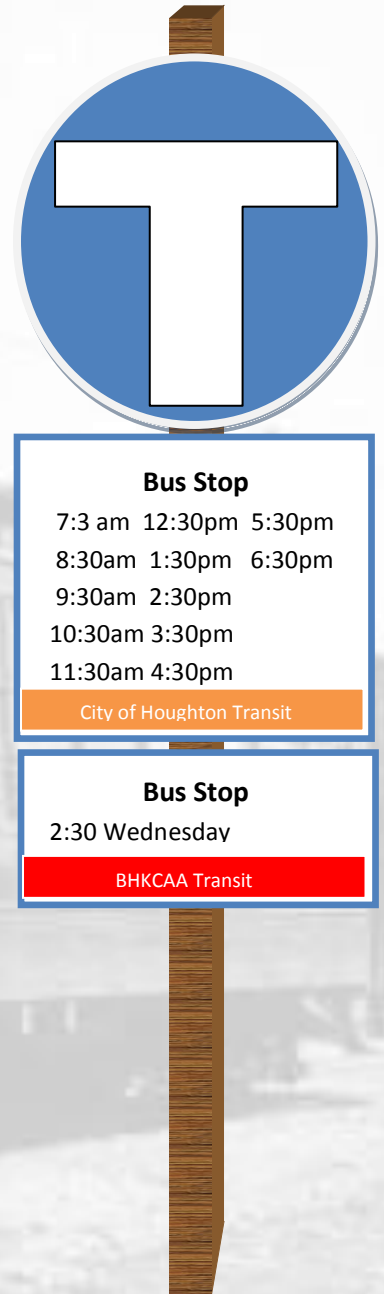 T
Bus Stop
7:3 am 12:30pm 5:30pm
8:30am 1:30pm 6:30pm
9:30am 2:30pm
10:30am 3:30pm
11:30am 4:30pm
City of Houghton Transit
Bus Stop
2:30 Wednesday
BHKCAA Transit